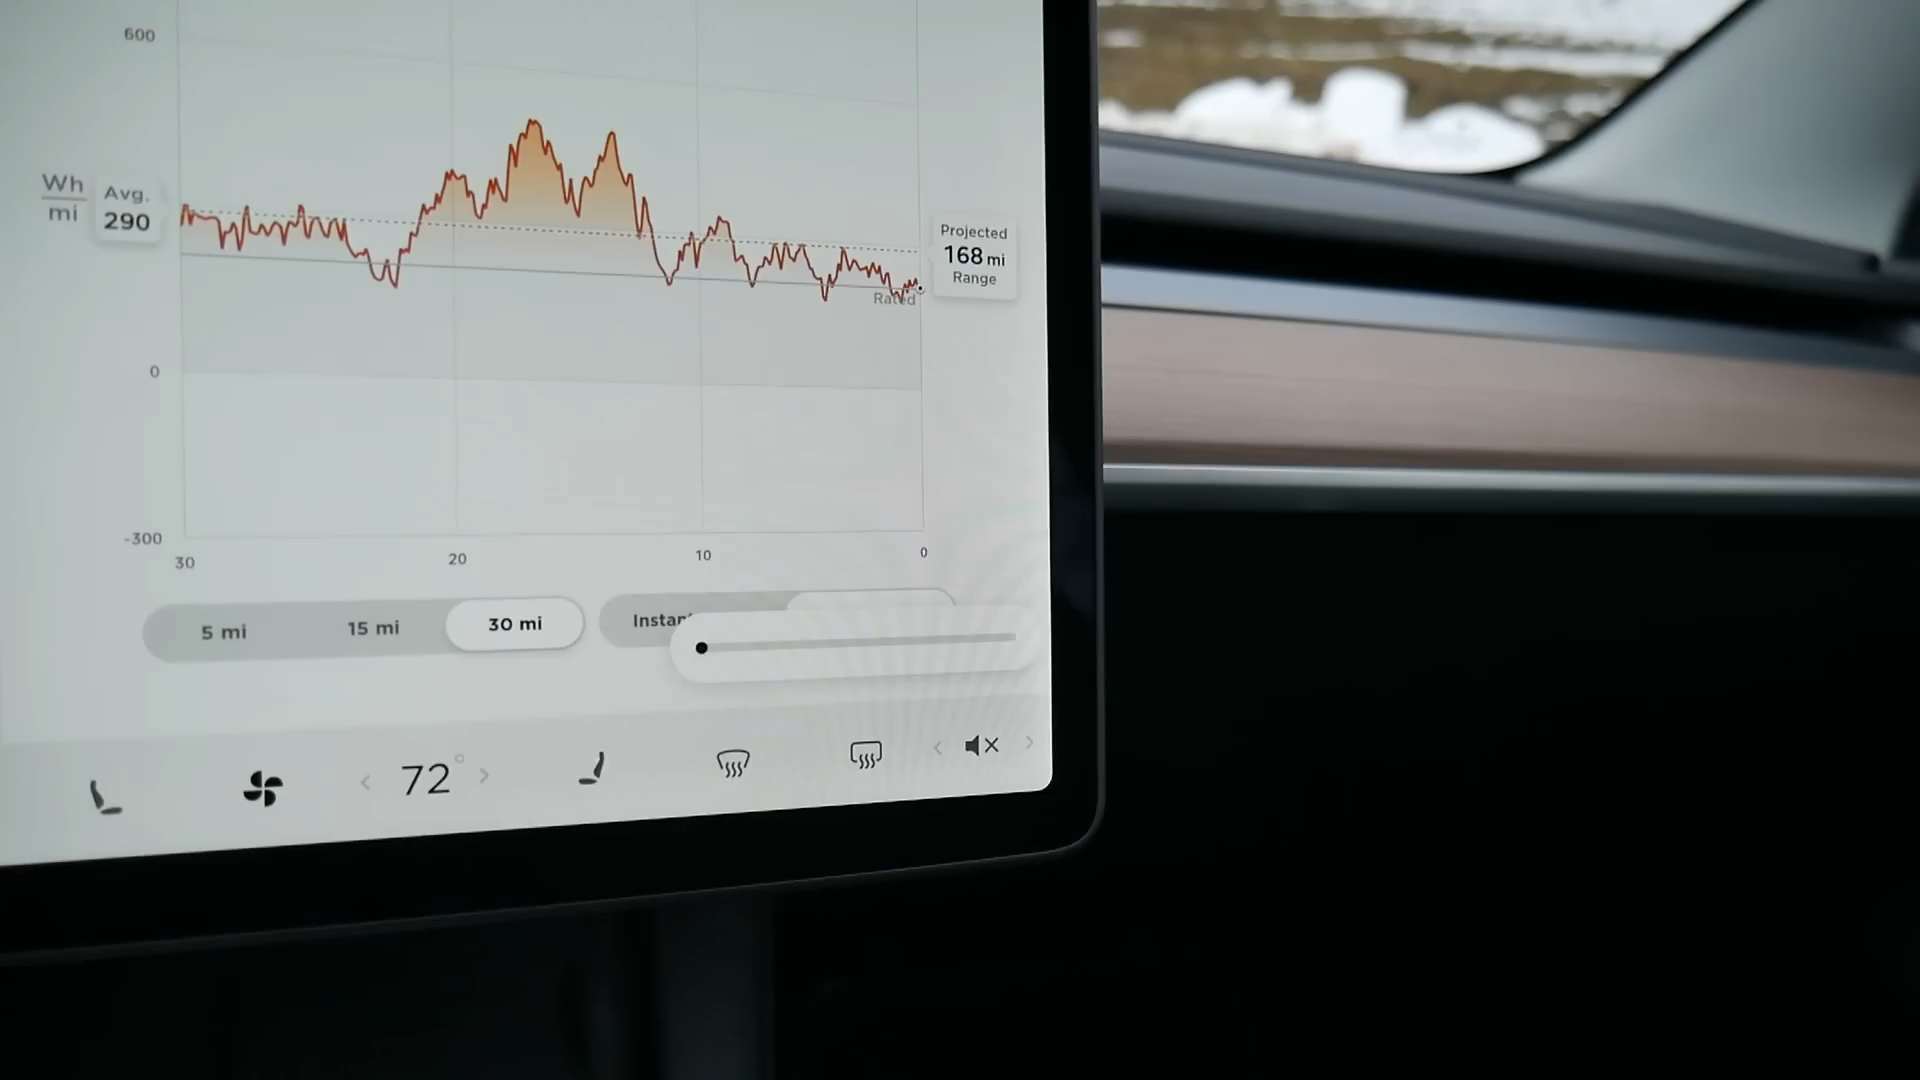 600
Wh
mi
Avg.
290
Projected
168 mi
Range
Rated
0
-300
30
20
10
0
5 mi
15 mi
30 mi
Instan
72°